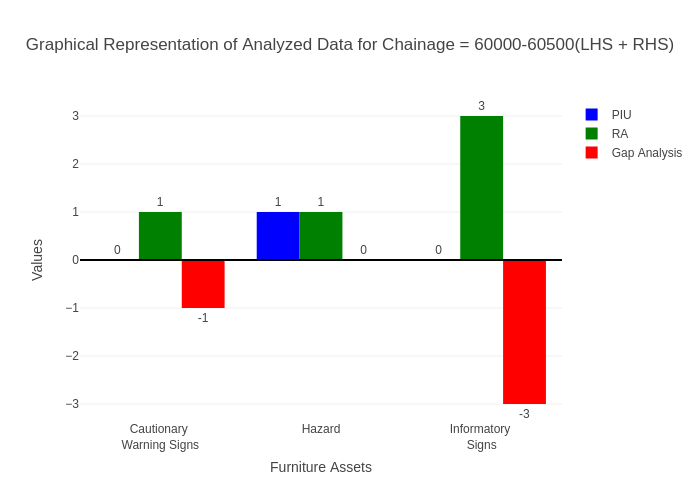 Graphical Representation of Analyzed Data for Chainage = 60000-60500(LHS + RHS)
PIU
RA
Gap Analysis
3
2
1
0
−1
−2
−3
Values
0
1
-1
1
1
0
0
3
-3
Cautionary
Warning Signs
Hazard
Informatory
Signs
Furniture Assets